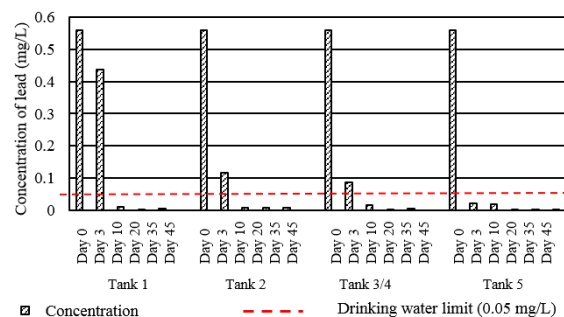 Concentration of lead (mg/L)
0.6
0.5
0.4
0.3
0.2
0.1
0
Day 0
Day 3
Day 10
Day 20
Day 35
Day 45
Day 0
Day 3
Day 10
Day 20
Day 35
Day 45
Day 0
Day 3
Day 10
Day 20
Day 35
Day 45
Day 0
Day 3
Day 10
Day 20
Day 35
Day 45
Tank 1 Tank 2 Tank 3/4 Tank 5
Concentration Drinking water limit (0.05 mg/L)